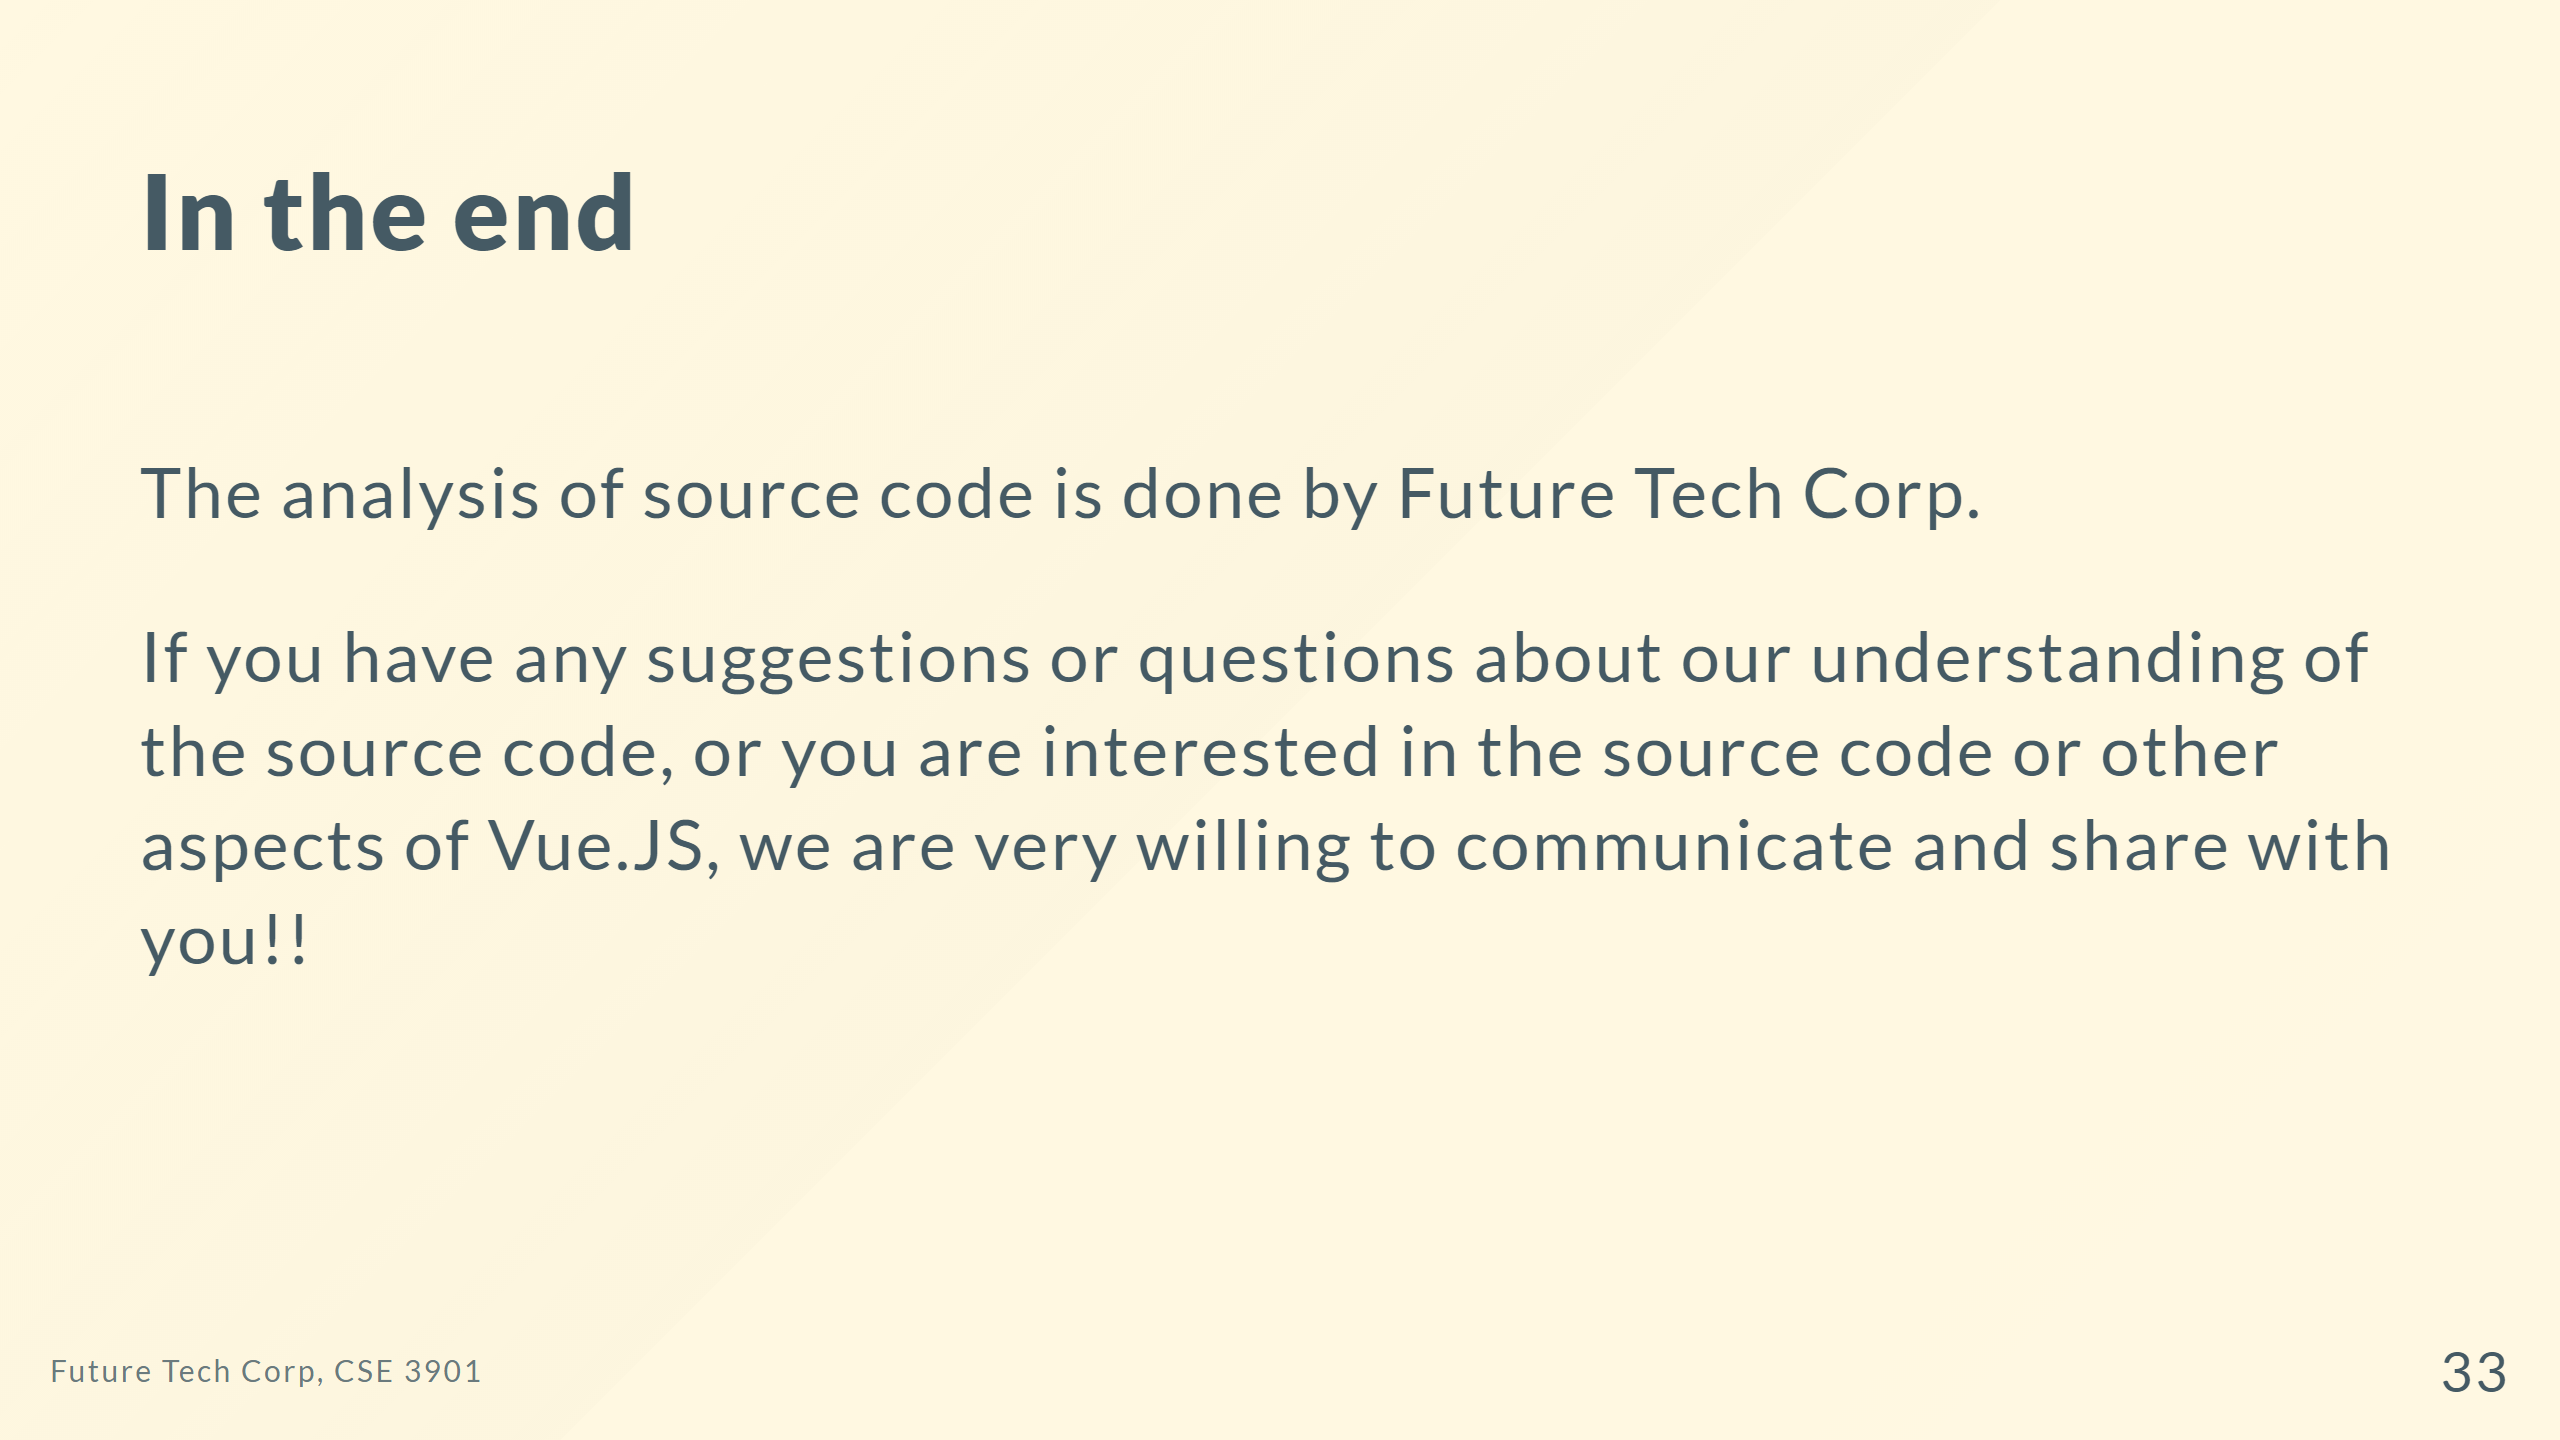 In the end
The analysis of source code is done by Future Tech Corp.
If you have any suggestions or questions about our understanding of
the source code, or you are interested in the source code or other
aspects of Vue.JS, we are very willing to communicate and share with
you!!
Future Tech Corp, CSE 3901
33